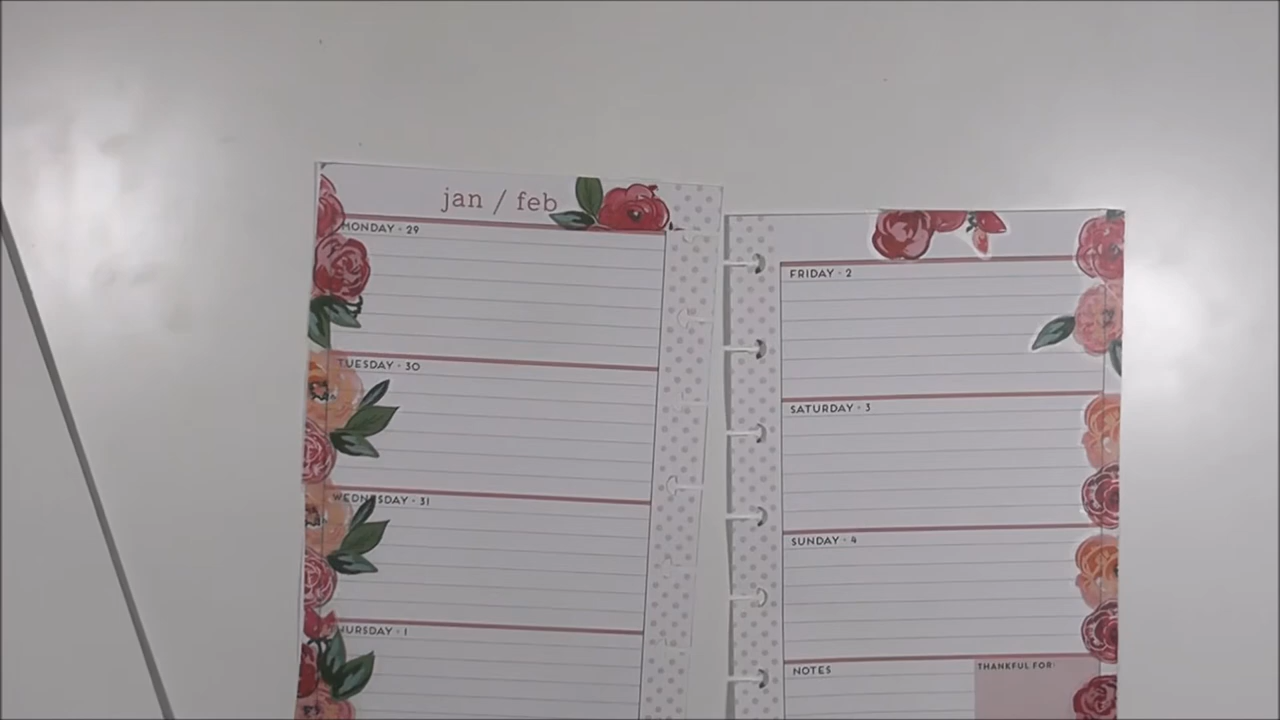 jan / feb
MONDAY · 29
TUESDAY · 30
WEDNESDAY · 31
THURSDAY · 1
FRIDAY · 2
SATURDAY · 3
SUNDAY · 4
NOTES
THANKFUL FOR: